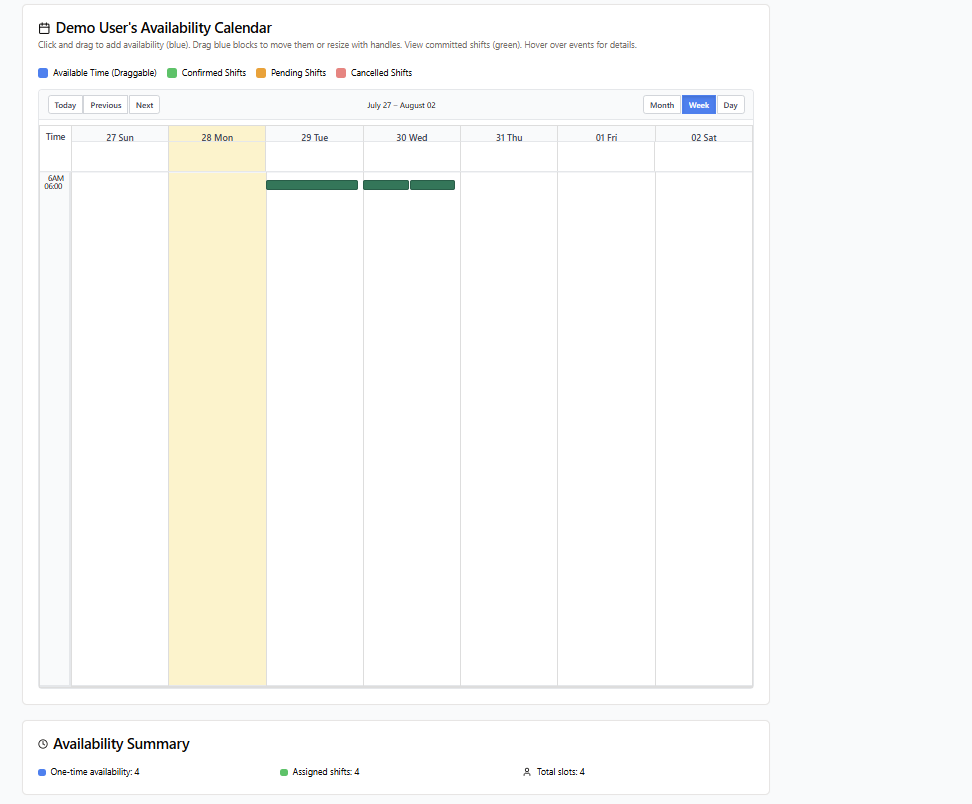 Demo User's Availability Calendar
Click and drag to add availability (blue). Drag blue blocks to move them or resize with handles. View committed shifts (green). Hover over events for details.
Available Time (Draggable) Confirmed Shifts Pending Shifts Cancelled Shifts
Today Previous Next July 27 – August 02 Month Week Day
Time 27 Sun 28 Mon 29 Tue 30 Wed 31 Thu 01 Fri 02 Sat
6AM
06:00
Availability Summary
One-time availability: 4 Assigned shifts: 4 Total slots: 4